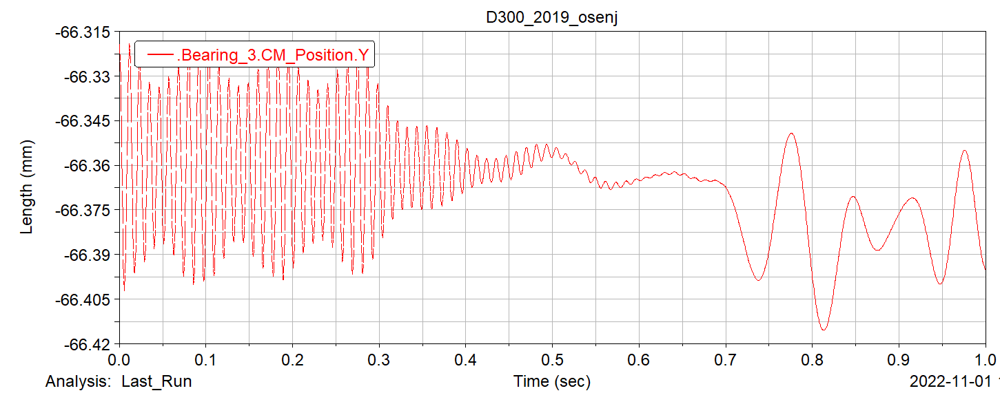 D300_2019_osenj
-66.315
.Bearing_3.CM_Position.Y
-66.33
-66.345
-66.36
-66.375
-66.39
-66.405
-66.42
Length (mm)
0.0 0.1 0.2 0.3 0.4 0.5 0.6 0.7 0.8 0.9 1.0
Analysis: Last_Run Time (sec) 2022-11-01